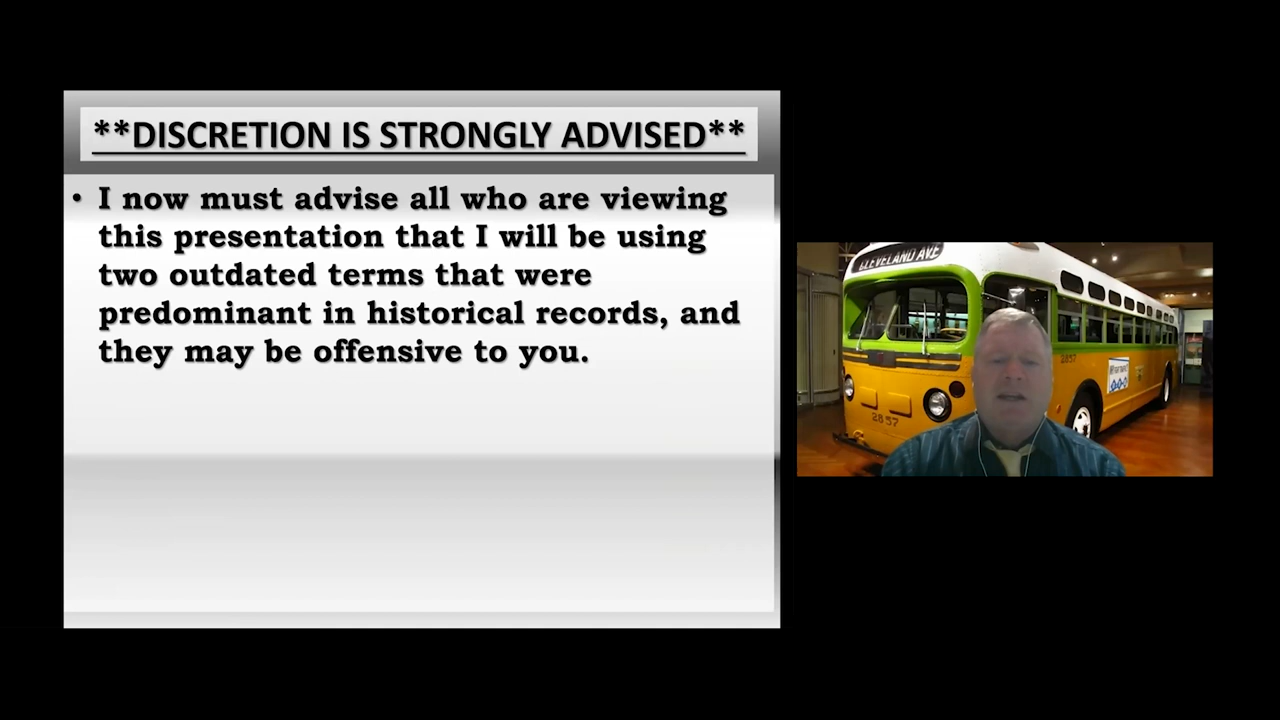 **DISCRETION IS STRONGLY ADVISED**
• I now must advise all who are viewing
this presentation that I will be using
two outdated terms that were
predominant in historical records, and
they may be offensive to you.
CLEVELAND AVE
2857
2857